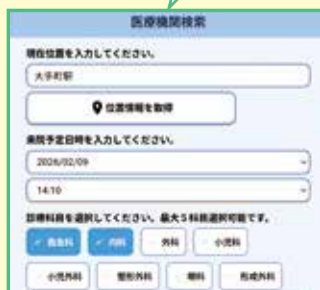 医療機関検索
現在位置を入力してください。
大手町駅
位置情報を取得
来院予定日時を入力してください。
2026/02/09
14:10
診療科目を選択してください。最大5科目選択可能です。
救急科 内科 外科 小児科
小児外科 整形外科 眼科 形成外科